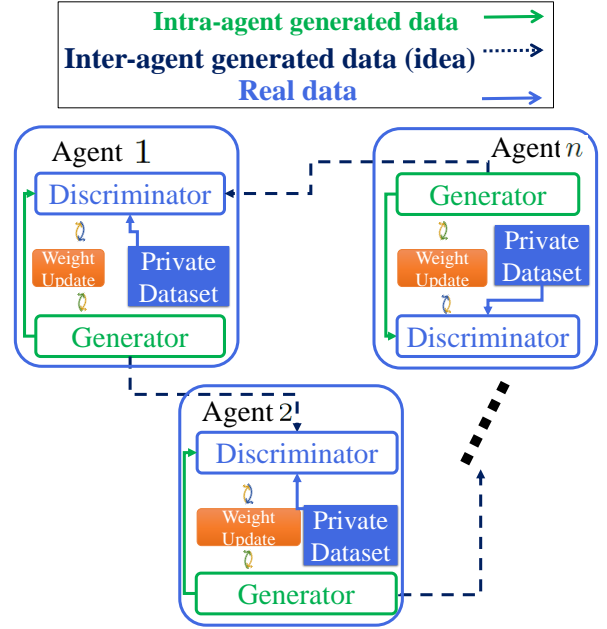 Intra-agent generated data
Inter-agent generated data (idea)
Real data
Agent 1
Discriminator
Weight
Update
Private
Dataset
Generator
Agent n
Generator
Weight
Update
Private
Dataset
Discriminator
Agent 2
Discriminator
Weight
Update
Private
Dataset
Generator